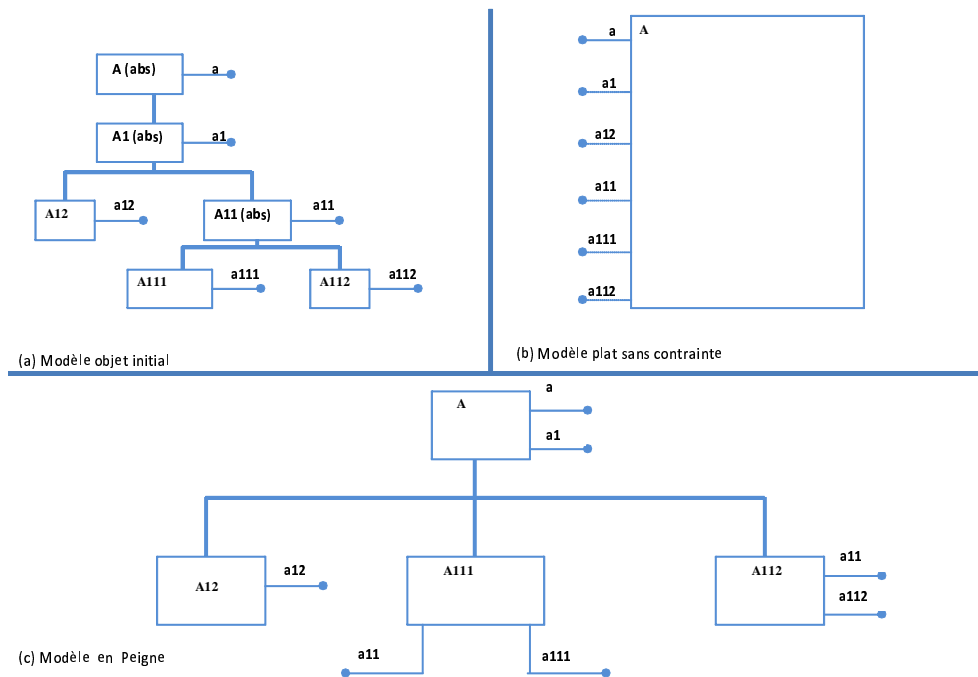 A (abs)
a
A1 (abs)
a1
A12
a12
A11 (abs)
a11
A111
a111
A112
a112
(a) Modèle objet initial
a
A
a1
a12
a11
a111
a112
(b) Modèle plat sans contrainte
A
a
a1
A12
a12
A111
a11
a111
A112
a11
a112
(c) Modèle en Peigne